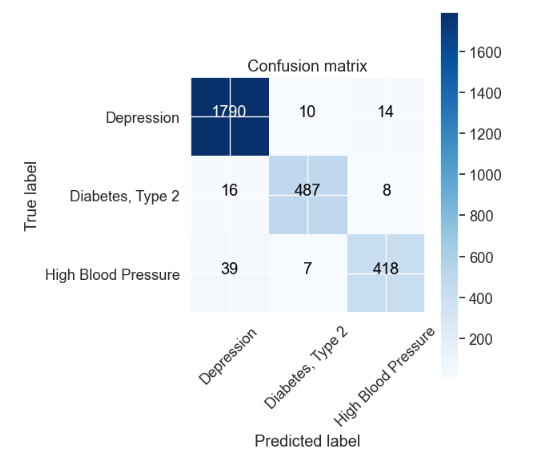 Confusion matrix
True label
Depression
1790 10 14
Diabetes, Type 2
16 487 8
High Blood Pressure
39 7 418
Depression
Diabetes, Type 2
High Blood Pressure
Predicted label
1600
1400
1200
1000
800
600
400
200